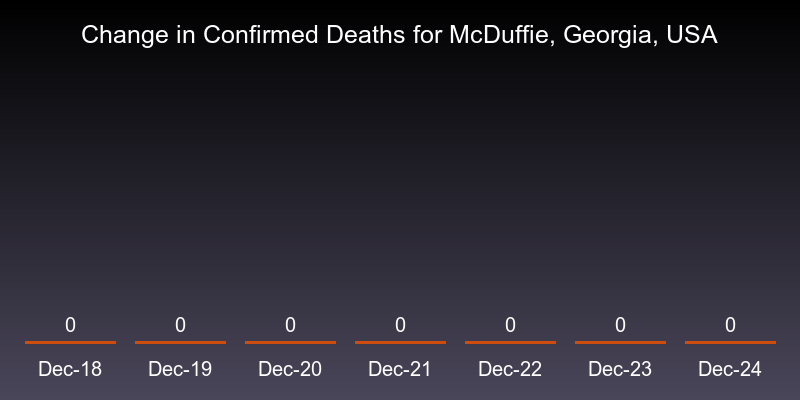 Change in Confirmed Deaths for McDuffie, Georgia, USA
0 0 0 0 0 0 0
Dec-18 Dec-19 Dec-20 Dec-21 Dec-22 Dec-23 Dec-24